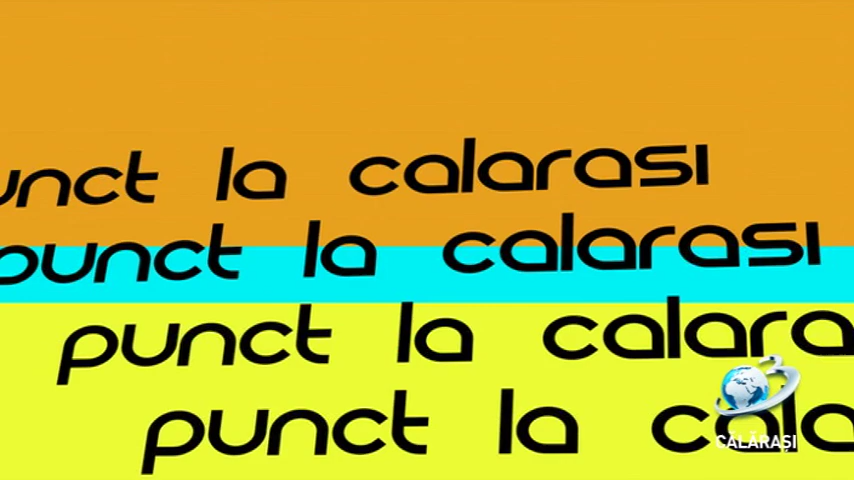 unct la calarasi
punct la calarasi
punct la calara
punct la cala
CĂLĂRAȘI